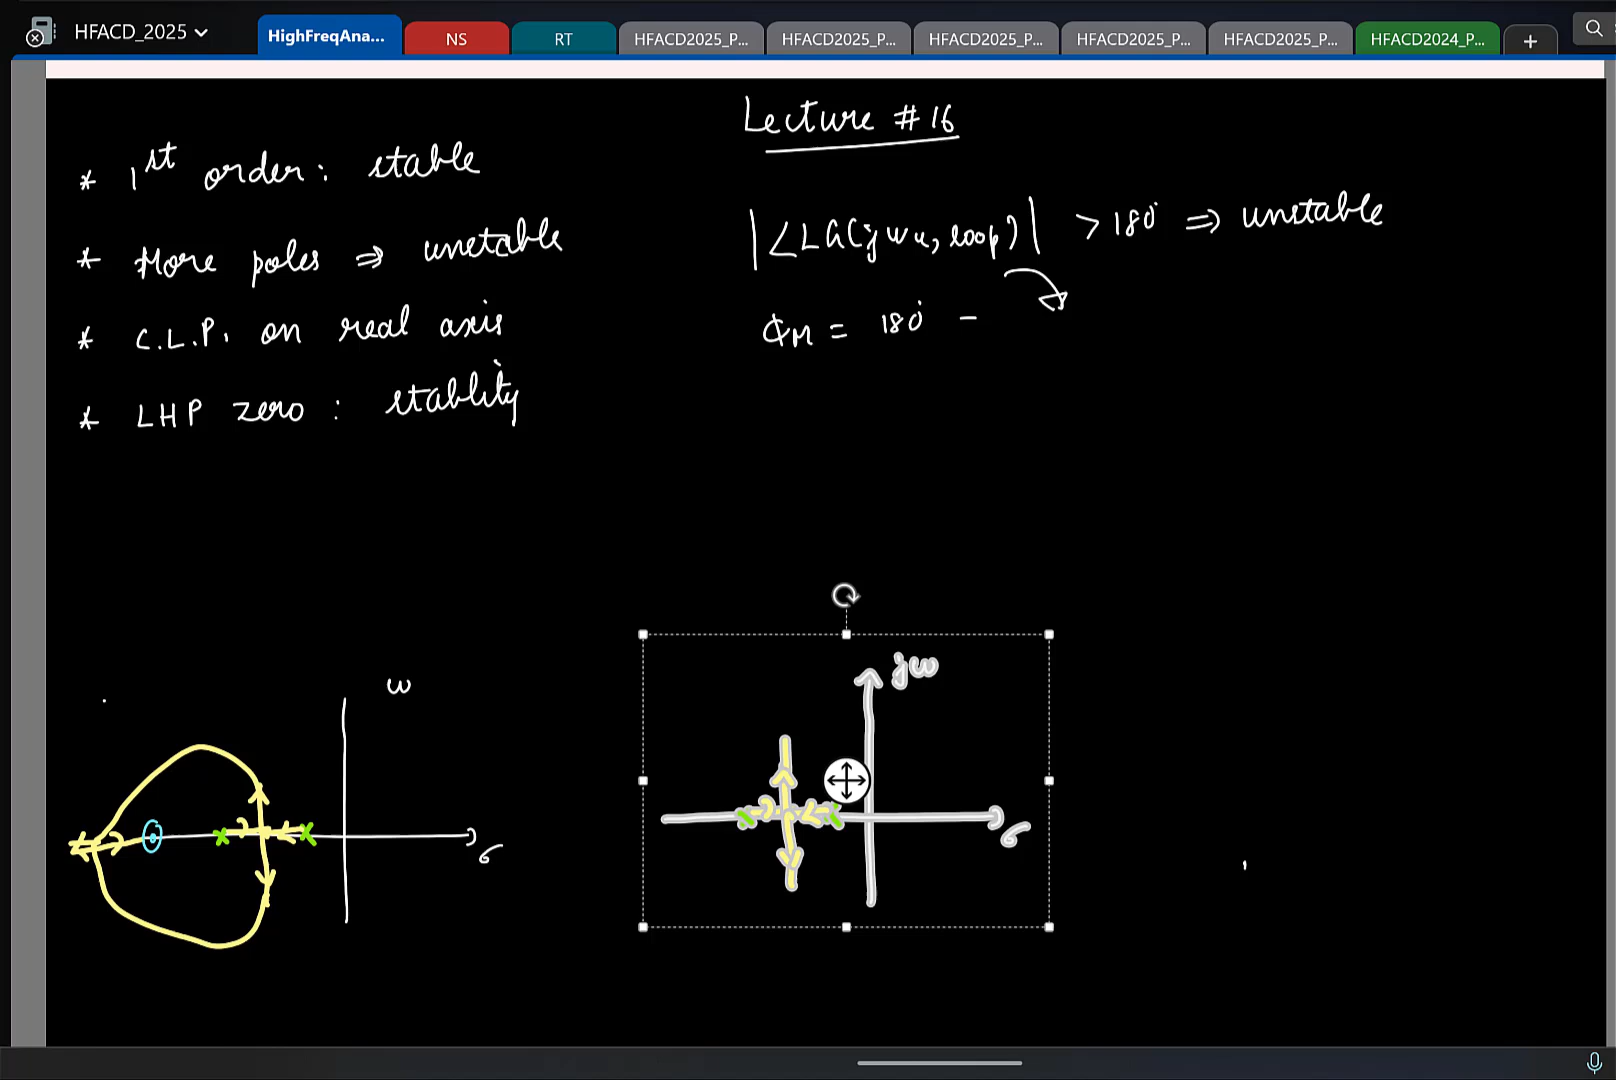 HFACD_2025
HighFreqAna... NS RT HFACD2025_P... HFACD2025_P... HFACD2025_P... HFACD2025_P... HFACD2025_P... HFACD2024_P...
Lecture #16
* 1st order: stable
* More poles ⇒ unstable
* C.L.P. on real axis
* LHP zero : stablity
|∠LG(jωu,loop)| > 180° ⇒ unstable
ΦM = 180° -
ω
σ
jω
σ